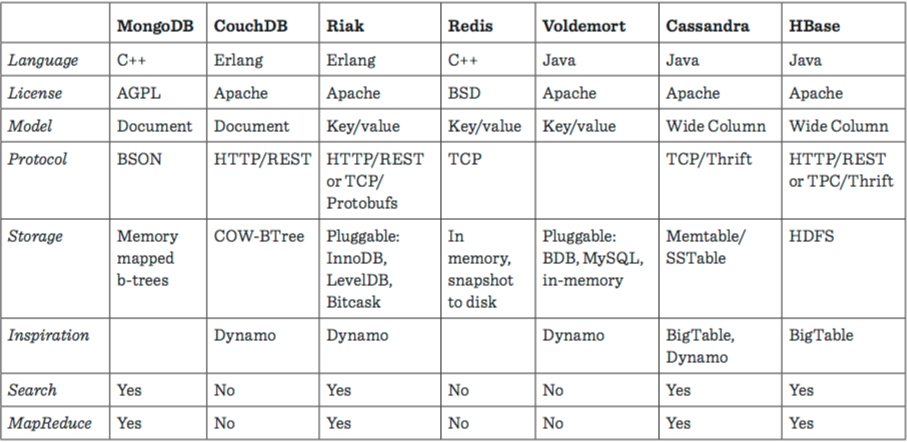 MongoDB CouchDB Riak Redis Voldemort Cassandra HBase
Language C++ Erlang Erlang C++ Java Java Java
License AGPL Apache Apache BSD Apache Apache Apache
Model Document Document Key/value Key/value Key/value Wide Column Wide Column
Protocol BSON HTTP/REST HTTP/REST TCP TCP/Thrift HTTP/REST
or TCP/ or TPC/Thrift
Protobufs
Storage Memory COW-BTree Pluggable: In Pluggable: Memtable/ HDFS
mapped InnoDB, memory, BDB, MySQL, SSTable
b-trees LevelDB, snapshot in-memory
Bitcask to disk
Inspiration Dynamo Dynamo Dynamo BigTable, BigTable
Dynamo
Search Yes No Yes No No Yes Yes
MapReduce Yes No Yes No No Yes Yes